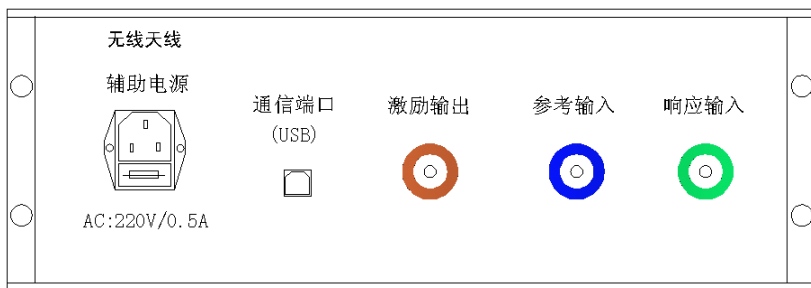 无线天线
辅助电源
AC:220V/0.5A
通信端口
(USB)
激励输出
参考输入
响应输入